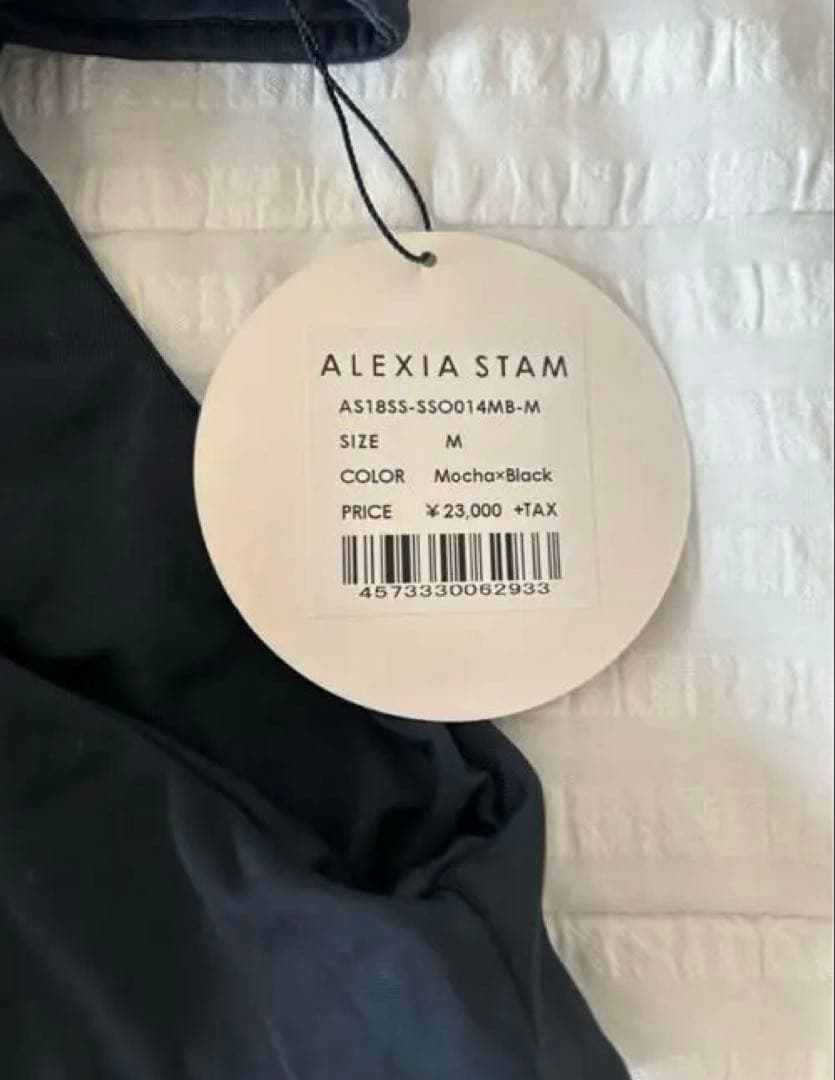 ALEXIA STAM
AS18SS-SSO014MB-M
SIZE M
COLOR Mocha×Black
PRICE ¥23,000 +TAX
4573330062933